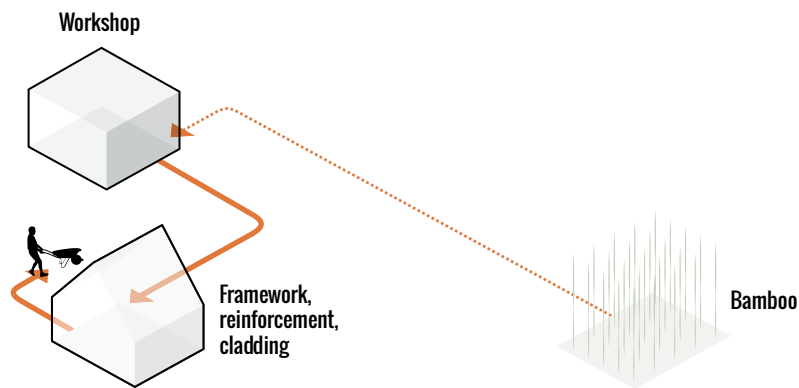 Workshop
Framework,
reinforcement,
cladding
Bamboo